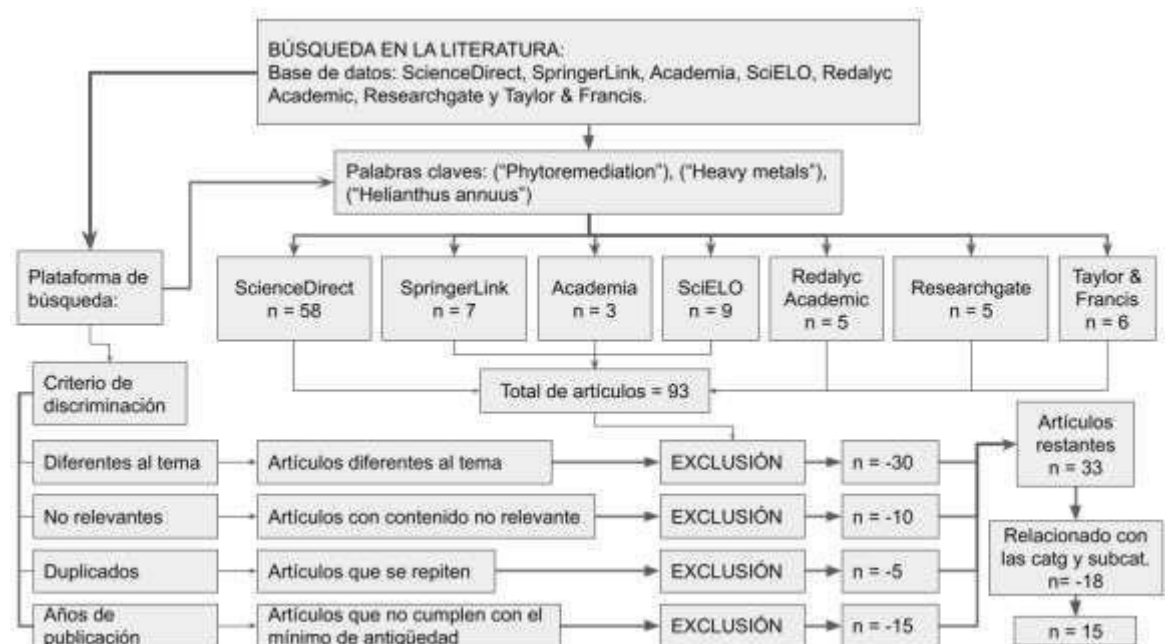 BÚSQUEDA EN LA LITERATURA:
Base de datos: ScienceDirect, SpringerLink, Academia, SciELO, Redalyc
Academic, Researchgate y Taylor & Francis.
Palabras claves: (“Phytoremediation”), (“Heavy metals”),
(“Helianthus annuus”)
Plataforma de
búsqueda:
ScienceDirect
n = 58
SpringerLink
n = 7
Academia
n = 3
SciELO
n = 9
Redalyc
Academic
n = 5
Researchgate
n = 5
Taylor &
Francis
n = 6
Criterio de
discriminación
Total de artículos = 93
Diferentes al tema
Artículos diferentes al tema
EXCLUSIÓN
n = -30
No relevantes
Artículos con contenido no relevante
EXCLUSIÓN
n = -10
Duplicados
Artículos que se repiten
EXCLUSIÓN
n = -5
Años de
publicación
Artículos que no cumplen con el
mínimo de antigüedad
EXCLUSIÓN
n = -15
Artículos
restantes
n = 33
Relacionado con
las catg y subcat.
n= -18
n = 15